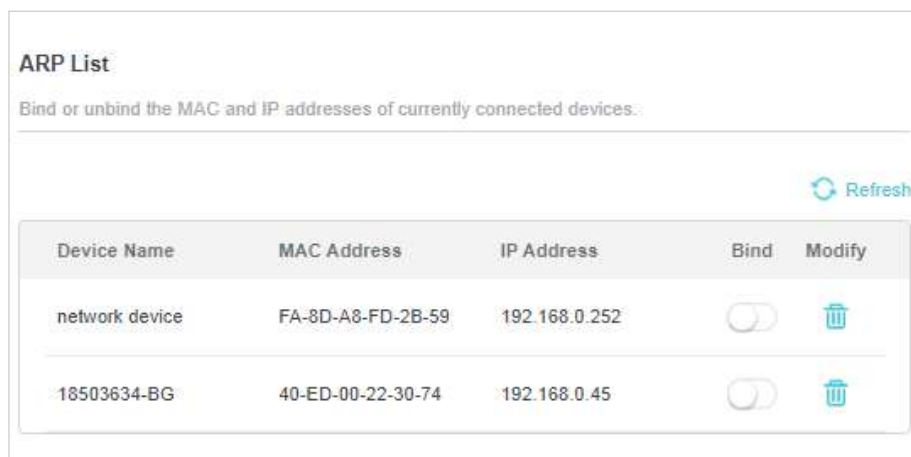 ARP List
Bind or unbind the MAC and IP addresses of currently connected devices.
Refresh
Device Name MAC Address IP Address Bind Modify
network device FA-8D-A8-FD-2B-59 192.168.0.252
18503634-BG 40-ED-00-22-30-74 192.168.0.45